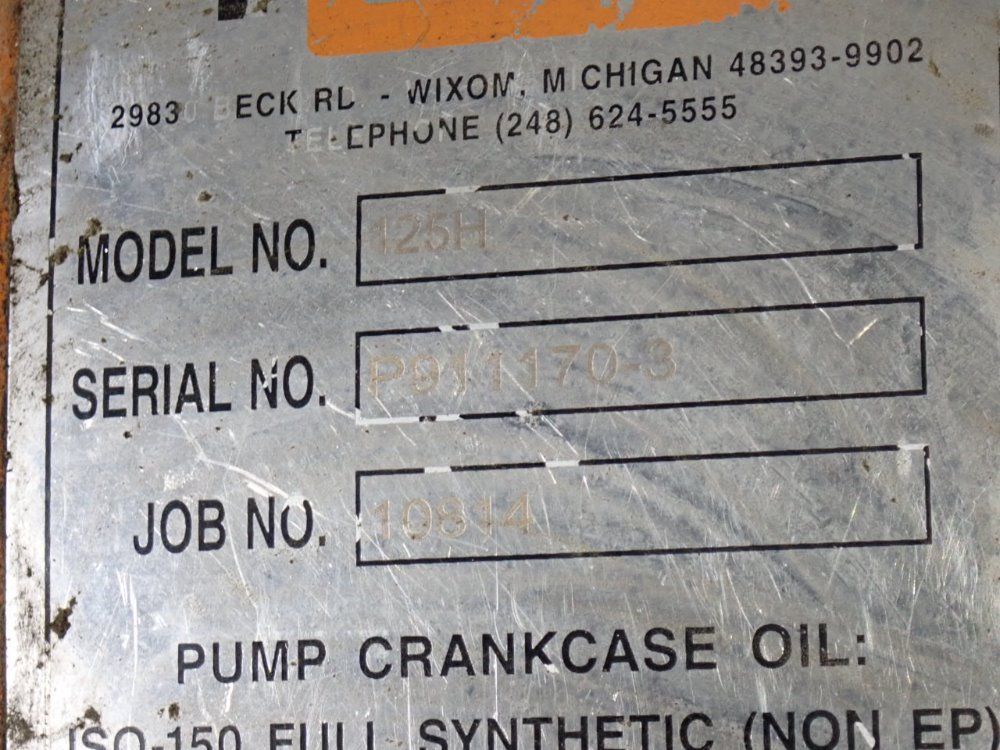 29830 BECK RD. - WIXOM, MICHIGAN 48393-9902
TELEPHONE (248) 624-5555
MODEL NO. 125H
SERIAL NO. P911170-3
JOB NO. 10814
PUMP CRANKCASE OIL:
ISO-150 FULL SYNTHETIC (NON EP)